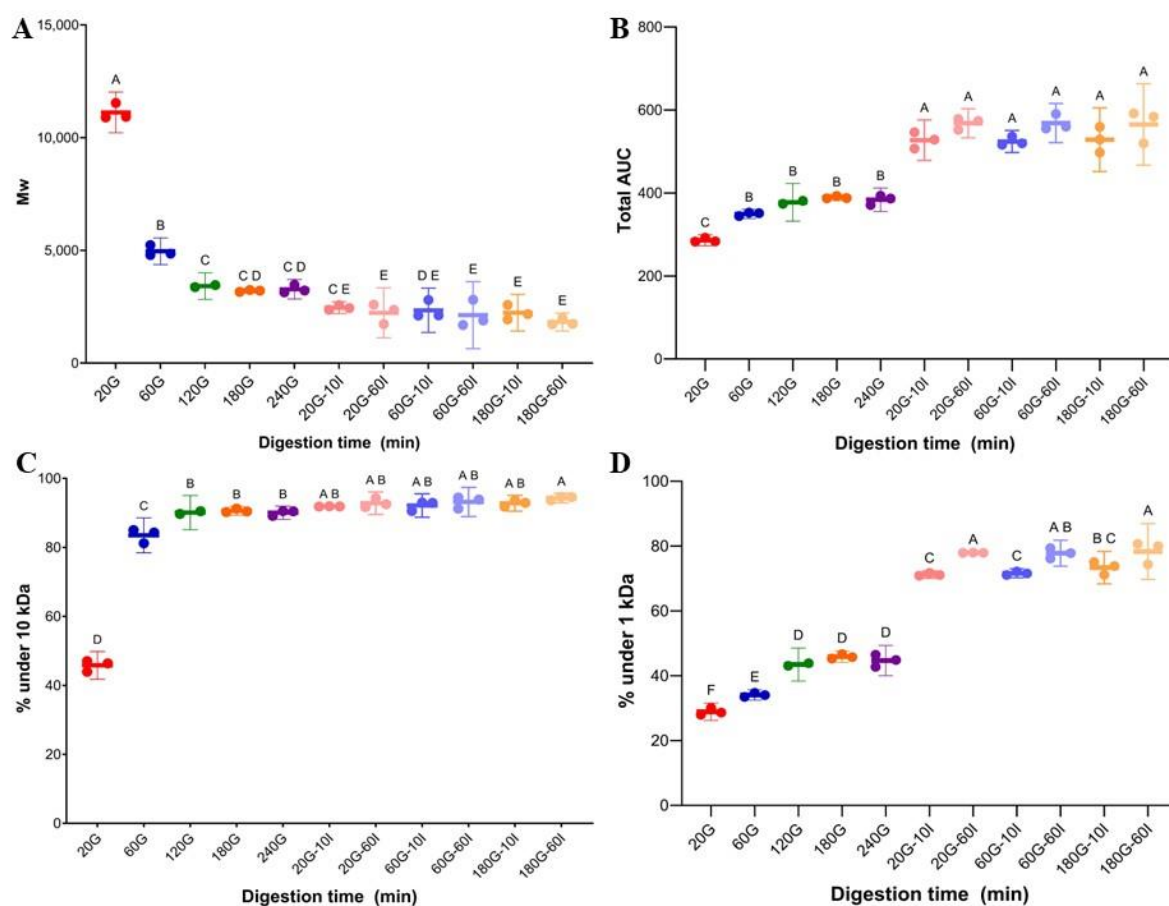 A
15,000
10,000
5,000
0
Mw
A
B
C
C D
C D
C E
E
D E
E
E
E
20G
60G
120G
180G
240G
20G-10I
20G-60I
60G-10I
60G-60I
180G-10I
180G-60I
Digestion time (min)
B
800
600
400
200
0
Total AUC
C
B
B
B
B
A
A
A
A
A
A
20G
60G
120G
180G
240G
20G-10I
20G-60I
60G-10I
60G-60I
180G-10I
180G-60I
Digestion time (min)
C
100
80
60
40
20
0
% under 10 kDa
D
C
B
B
B
A B
A B
A B
A B
A B
A
20G
60G
120G
180G
240G
20G-10I
20G-60I
60G-10I
60G-60I
180G-10I
180G-60I
Digestion time (min)
D
100
80
60
40
20
0
% under 1 kDa
F
E
D
D
D
C
A
C
A B
B C
A
20G
60G
120G
180G
240G
20G-10I
20G-60I
60G-10I
60G-60I
180G-10I
180G-60I
Digestion time (min)